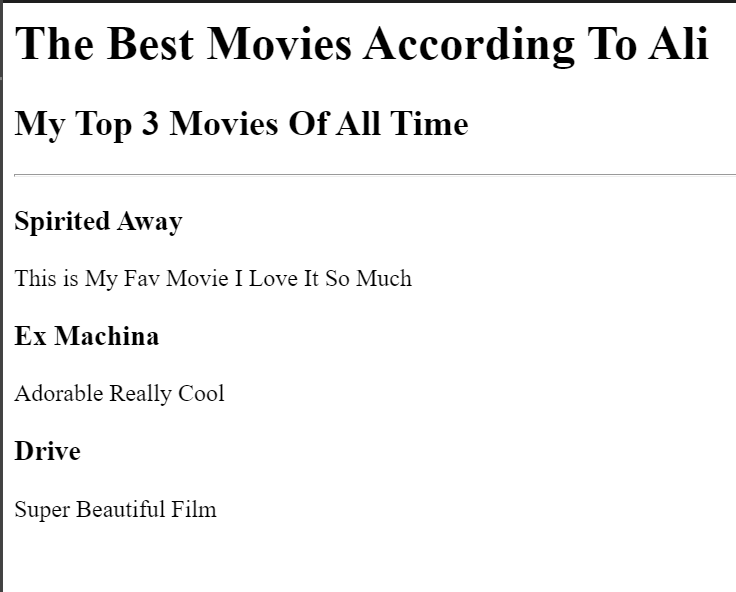 The Best Movies According To Ali
My Top 3 Movies Of All Time
Spirited Away
This is My Fav Movie I Love It So Much
Ex Machina
Adorable Really Cool
Drive
Super Beautiful Film